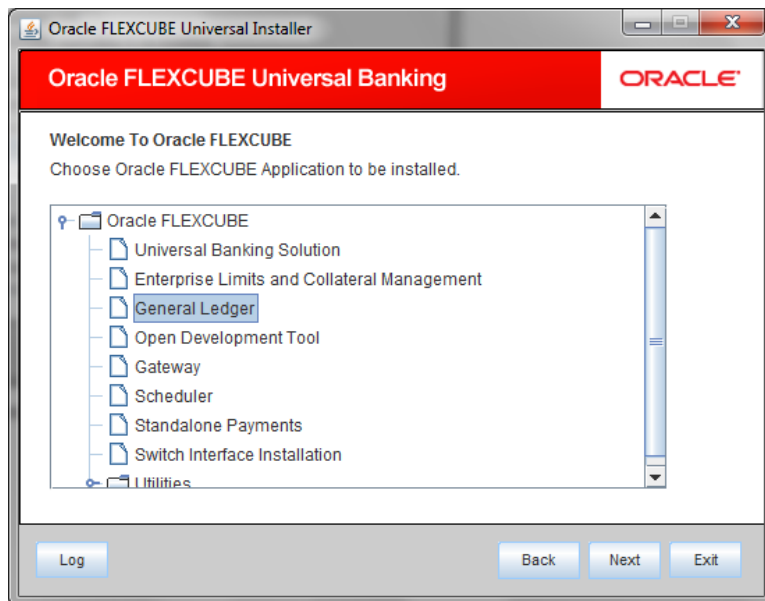 Oracle FLEXCUBE Universal Installer
Oracle FLEXCUBE Universal Banking
ORACLE
Welcome To Oracle FLEXCUBE
Choose Oracle FLEXCUBE Application to be installed.
Oracle FLEXCUBE
Universal Banking Solution
Enterprise Limits and Collateral Management
General Ledger
Open Development Tool
Gateway
Scheduler
Standalone Payments
Switch Interface Installation
Utilities
Log Back Next Exit